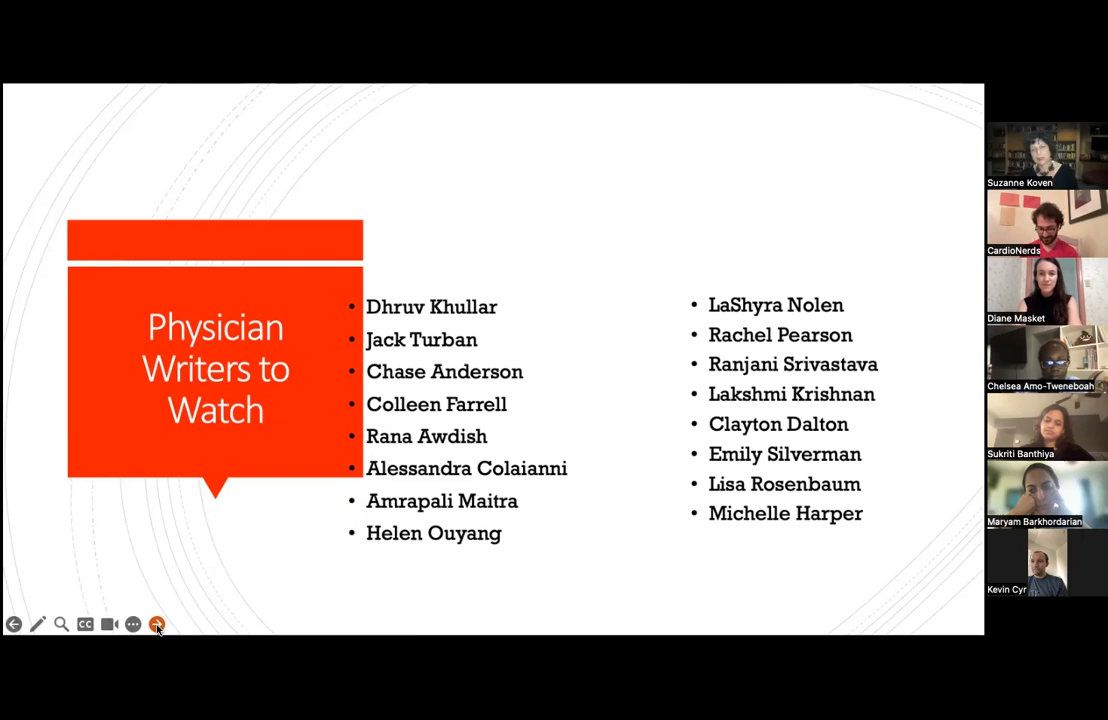 Physician
Writers to
Watch
• Dhruv Khullar
• Jack Turban
• Chase Anderson
• Colleen Farrell
• Rana Awdish
• Alessandra Colaianni
• Amrapali Maitra
• Helen Ouyang
• LaShyra Nolen
• Rachel Pearson
• Ranjani Srivastava
• Lakshmi Krishnan
• Clayton Dalton
• Emily Silverman
• Lisa Rosenbaum
• Michelle Harper
CC
Suzanne Koven
CardioNerds
Diane Masket
Chelsea Amo-Tweneboah
Sukriti Banthiya
Maryam Barkhordarian
Kevin Cyr